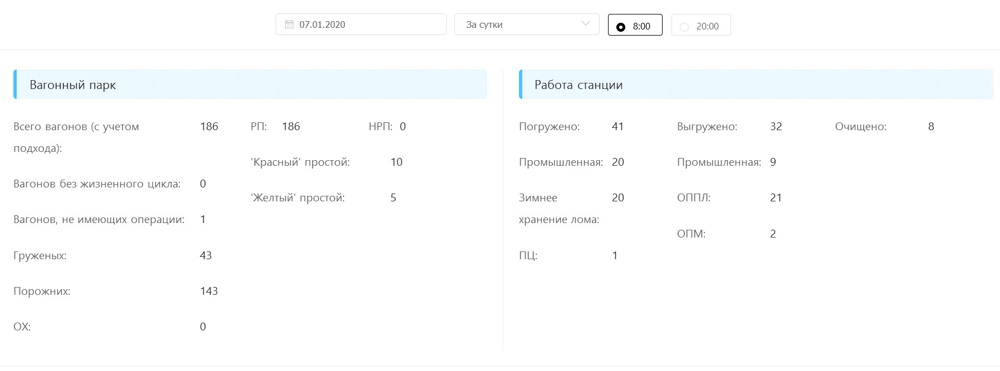 07.01.2020 За сутки 8:00 20:00
Вагонный парк
Всего вагонов (с учетом 186 РП: 186 НРП: 0
подхода):
'Красный' простой: 10
Вагонов без жизненного цикла: 0
'Желтый' простой: 5
Вагонов, не имеющих операции: 1
Груженых: 43
Порожних: 143
ОХ: 0
Работа станции
Погружено: 41 Выгружено: 32 Очищено: 8
Промышленная: 20 Промышленная: 9
Зимнее 20 ОППЛ: 21
хранение лома:
ОПМ: 2
ПЦ: 1